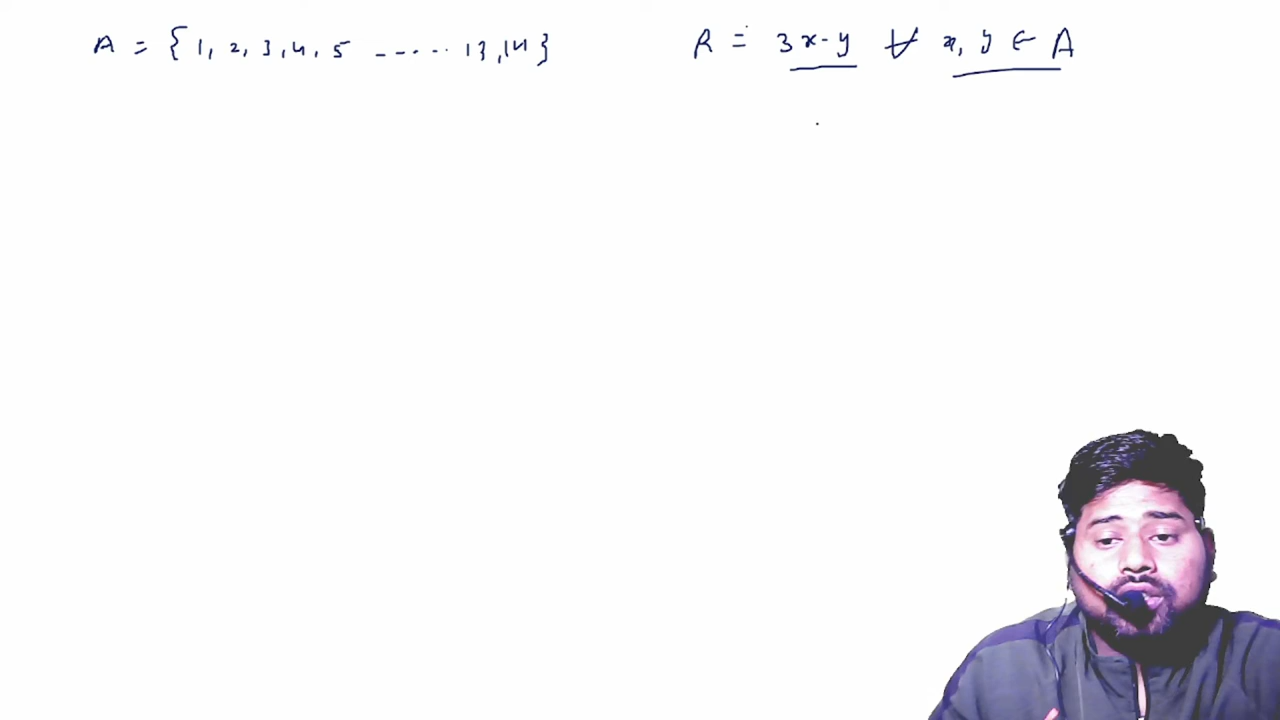 A = { 1, 2, 3, 4, 5 ------ 13, 14 }
R = 3x-y ∀ x, y ∈ A